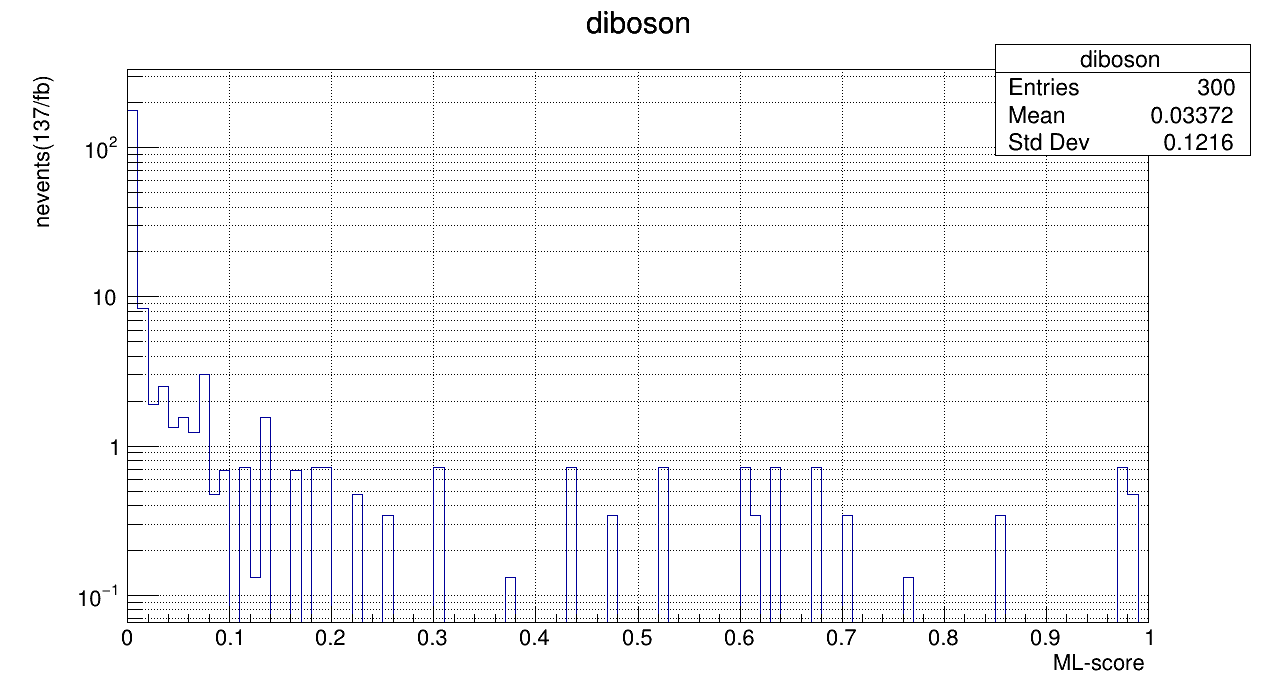 diboson
diboson
Entries 300
Mean 0.03372
Std Dev 0.1216
nevents(137/fb)
10²
10
1
10⁻¹
0 0.1 0.2 0.3 0.4 0.5 0.6 0.7 0.8 0.9 1
ML-score